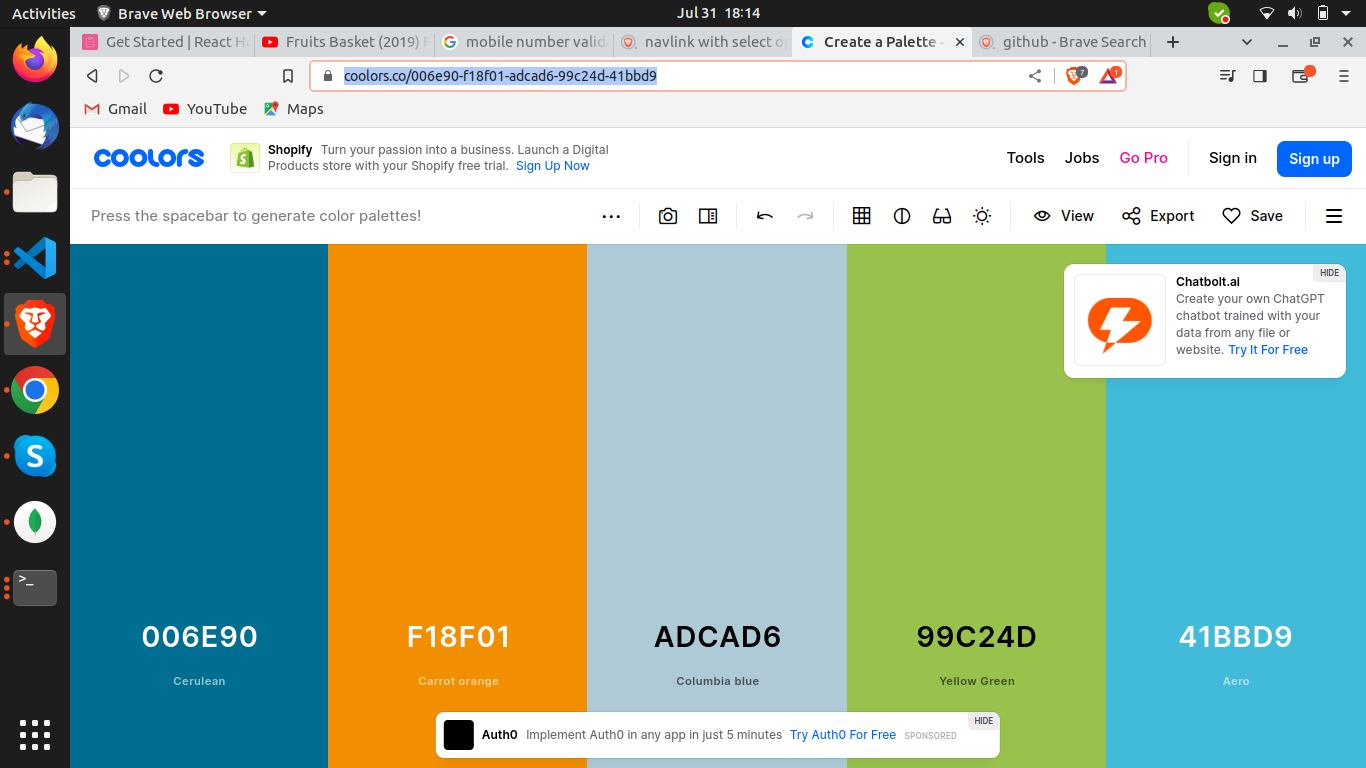 Activities
Brave Web Browser
Jul 31 18:14
Get Started | React H
Fruits Basket (2019) F
mobile number valid
navlink with select o
Create a Palette -
github - Brave Search
coolors.co/006e90-f18f01-adcad6-99c24d-41bbd9
7
1
Gmail
YouTube
Maps
coolors
Shopify Turn your passion into a business. Launch a Digital
Products store with your Shopify free trial. Sign Up Now
Tools
Jobs
Go Pro
Sign in
Sign up
Press the spacebar to generate color palettes!
View
Export
Save
HIDE
Chatbolt.ai
Create your own ChatGPT
chatbot trained with your
data from any file or
website. Try It For Free
006E90
Cerulean
F18F01
Carrot orange
ADCAD6
Columbia blue
99C24D
Yellow Green
41BBD9
Aero
HIDE
Auth0 Implement Auth0 in any app in just 5 minutes Try Auth0 For Free SPONSORED
S
>_